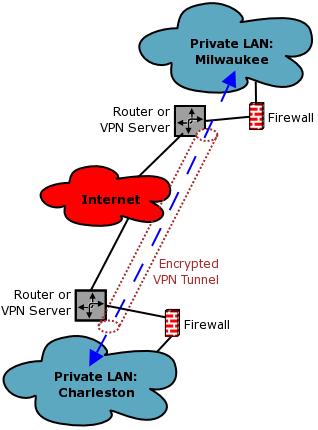 Private LAN:
Milwaukee
Router or
VPN Server
Firewall
Internet
Encrypted
VPN Tunnel
Router or
VPN Server
Firewall
Private LAN:
Charleston